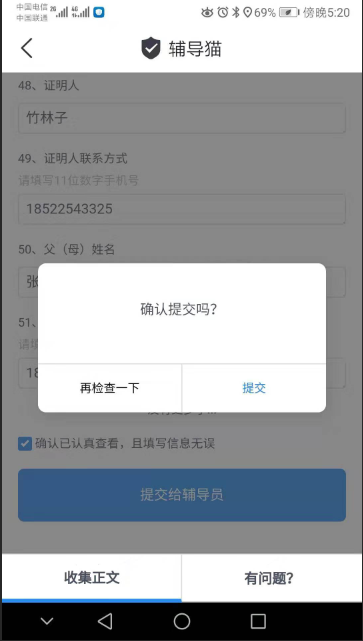 中国电信
中国联通
69% 傍晚5:20
辅导猫
48、证明人
竹林子
49、证明人联系方式
请填写11位数字手机号
18522543325
50、父（母）姓名
张
确认提交吗？
51、
请填
18
再检查一下
提交
确认已认真查看，且填写信息无误
提交给辅导员
收集正文
有问题？